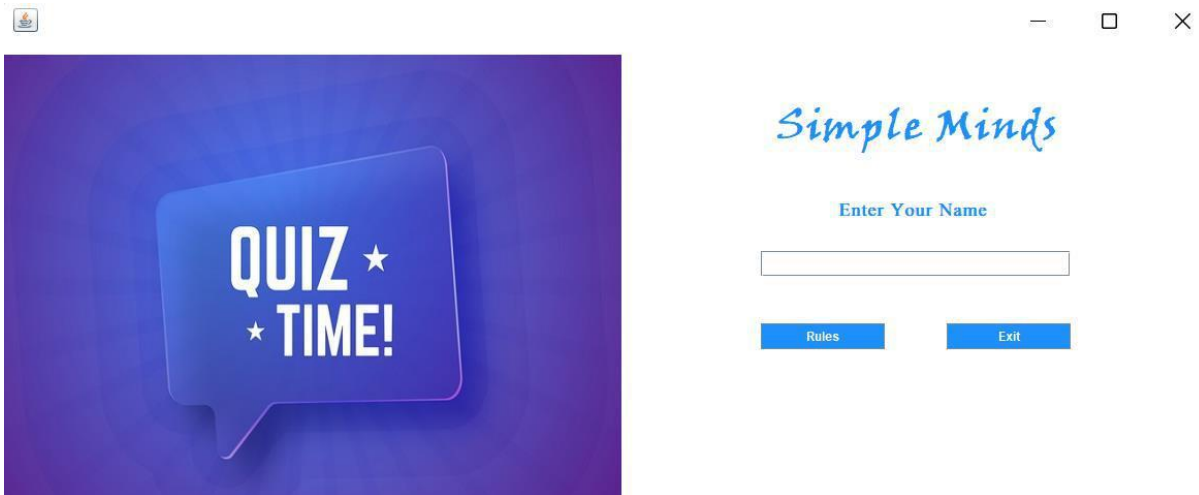 QUIZ
TIME!
Simple Minds
Enter Your Name
Rules
Exit